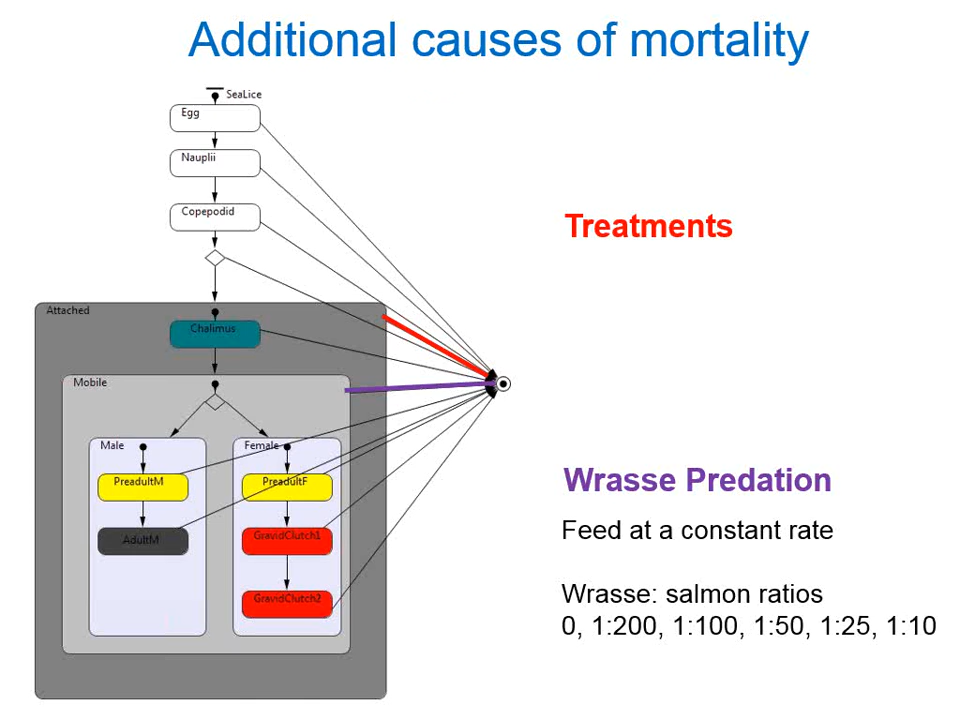 Additional causes of mortality
SeaLice
Egg
Nauplii
Copepodid
Treatments
Attached
Chalimus
Mobile
Male
Female
PreadultM
PreadultF
Wrasse Predation
Feed at a constant rate
AdultM
GravidClutch1
GravidClutch2
Wrasse: salmon ratios
0, 1:200, 1:100, 1:50, 1:25, 1:10